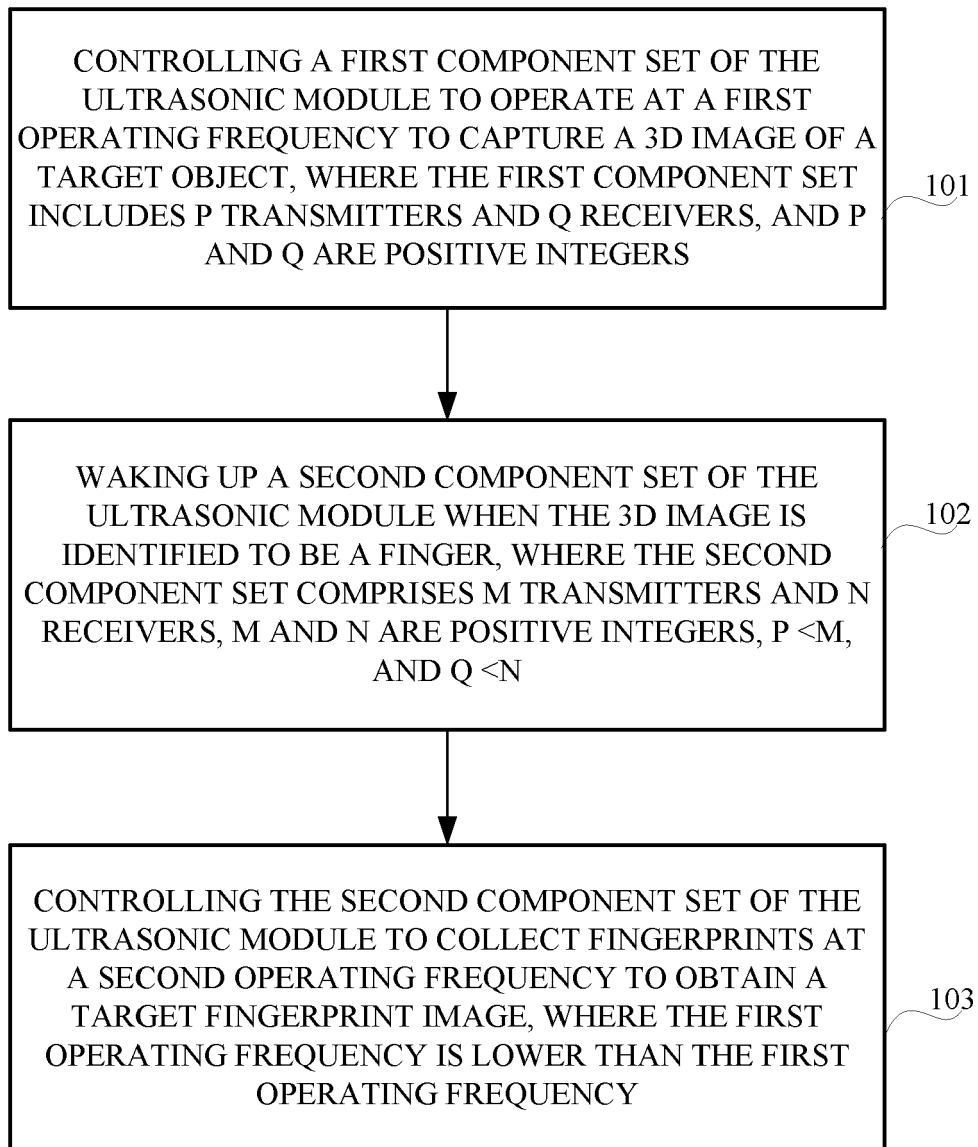 CONTROLLING A FIRST COMPONENT SET OF THE
ULTRASONIC MODULE TO OPERATE AT A FIRST
OPERATING FREQUENCY TO CAPTURE A 3D IMAGE OF A
TARGET OBJECT, WHERE THE FIRST COMPONENT SET
INCLUDES P TRANSMITTERS AND Q RECEIVERS, AND P
AND Q ARE POSITIVE INTEGERS
101
WAKING UP A SECOND COMPONENT SET OF THE
ULTRASONIC MODULE WHEN THE 3D IMAGE IS
IDENTIFIED TO BE A FINGER, WHERE THE SECOND
COMPONENT SET COMPRISES M TRANSMITTERS AND N
RECEIVERS, M AND N ARE POSITIVE INTEGERS, P <M,
AND Q <N
102
CONTROLLING THE SECOND COMPONENT SET OF THE
ULTRASONIC MODULE TO COLLECT FINGERPRINTS AT
A SECOND OPERATING FREQUENCY TO OBTAIN A
TARGET FINGERPRINT IMAGE, WHERE THE FIRST
OPERATING FREQUENCY IS LOWER THAN THE FIRST
OPERATING FREQUENCY
103